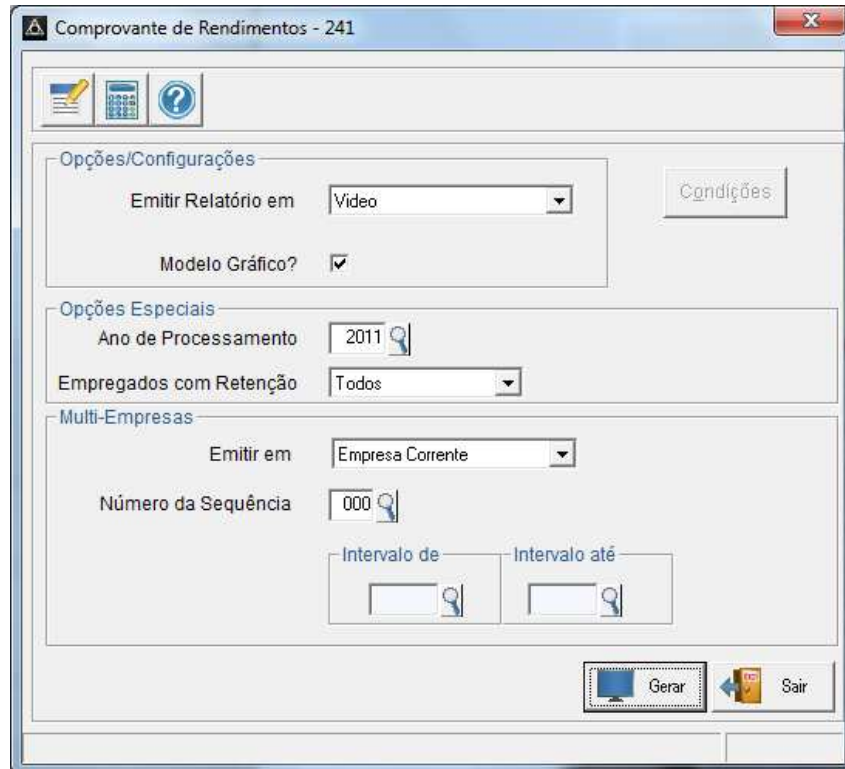 Comprovante de Rendimentos - 241
Opções/Configurações
Emitir Relatório em Video
Condições
Modelo Gráfico?
Opções Especiais
Ano de Processamento 2011
Empregados com Retenção Todos
Multi-Empresas
Emitir em Empresa Corrente
Número da Sequência 000
Intervalo de Intervalo até
Gerar Sair